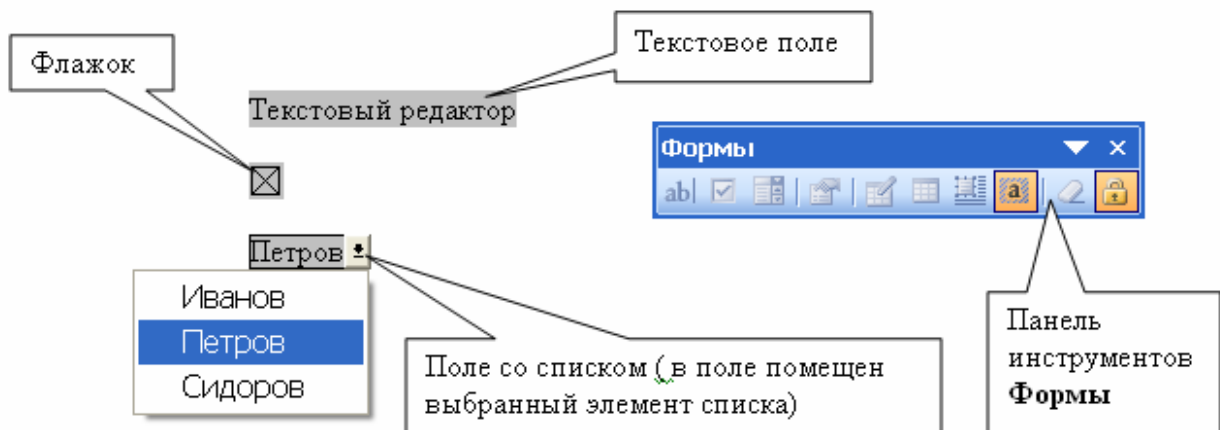 Текстовое поле
Флажок
Текстовый редактор
Формы
ab
a
Петров
Иванов
Петров
Сидоров
Поле со списком ( в поле помещен
выбранный элемент списка)
Панель
инструментов
Формы